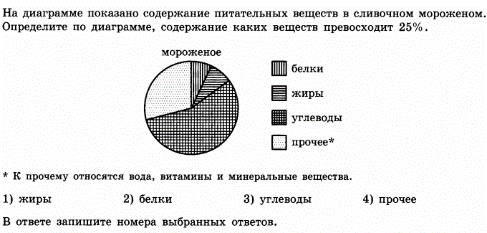 На диаграмме показано содержание питательных веществ в сливочном мороженом.
Определите по диаграмме, содержание каких веществ превосходит 25%.
мороженое
белки
жиры
углеводы
прочее*
* К прочему относятся вода, витамины и минеральные вещества.
1) жиры 2) белки 3) углеводы 4) прочее
В ответе запишите номера выбранных ответов.